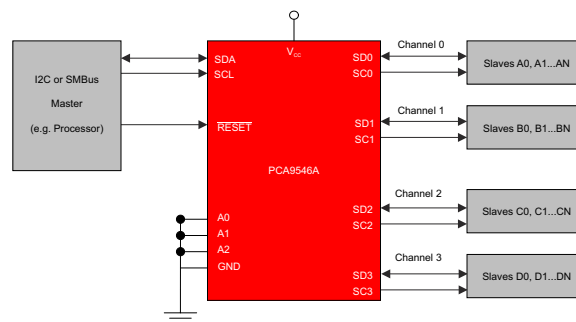 I2C or SMBus
Master
(e.g. Processor)
VCC
SDA
SCL
RESET
PCA9546A
A0
A1
A2
GND
SD0
SC0
SD1
SC1
SD2
SC2
SD3
SC3
Channel 0
Slaves A0, A1...AN
Channel 1
Slaves B0, B1...BN
Channel 2
Slaves C0, C1...CN
Channel 3
Slaves D0, D1...DN